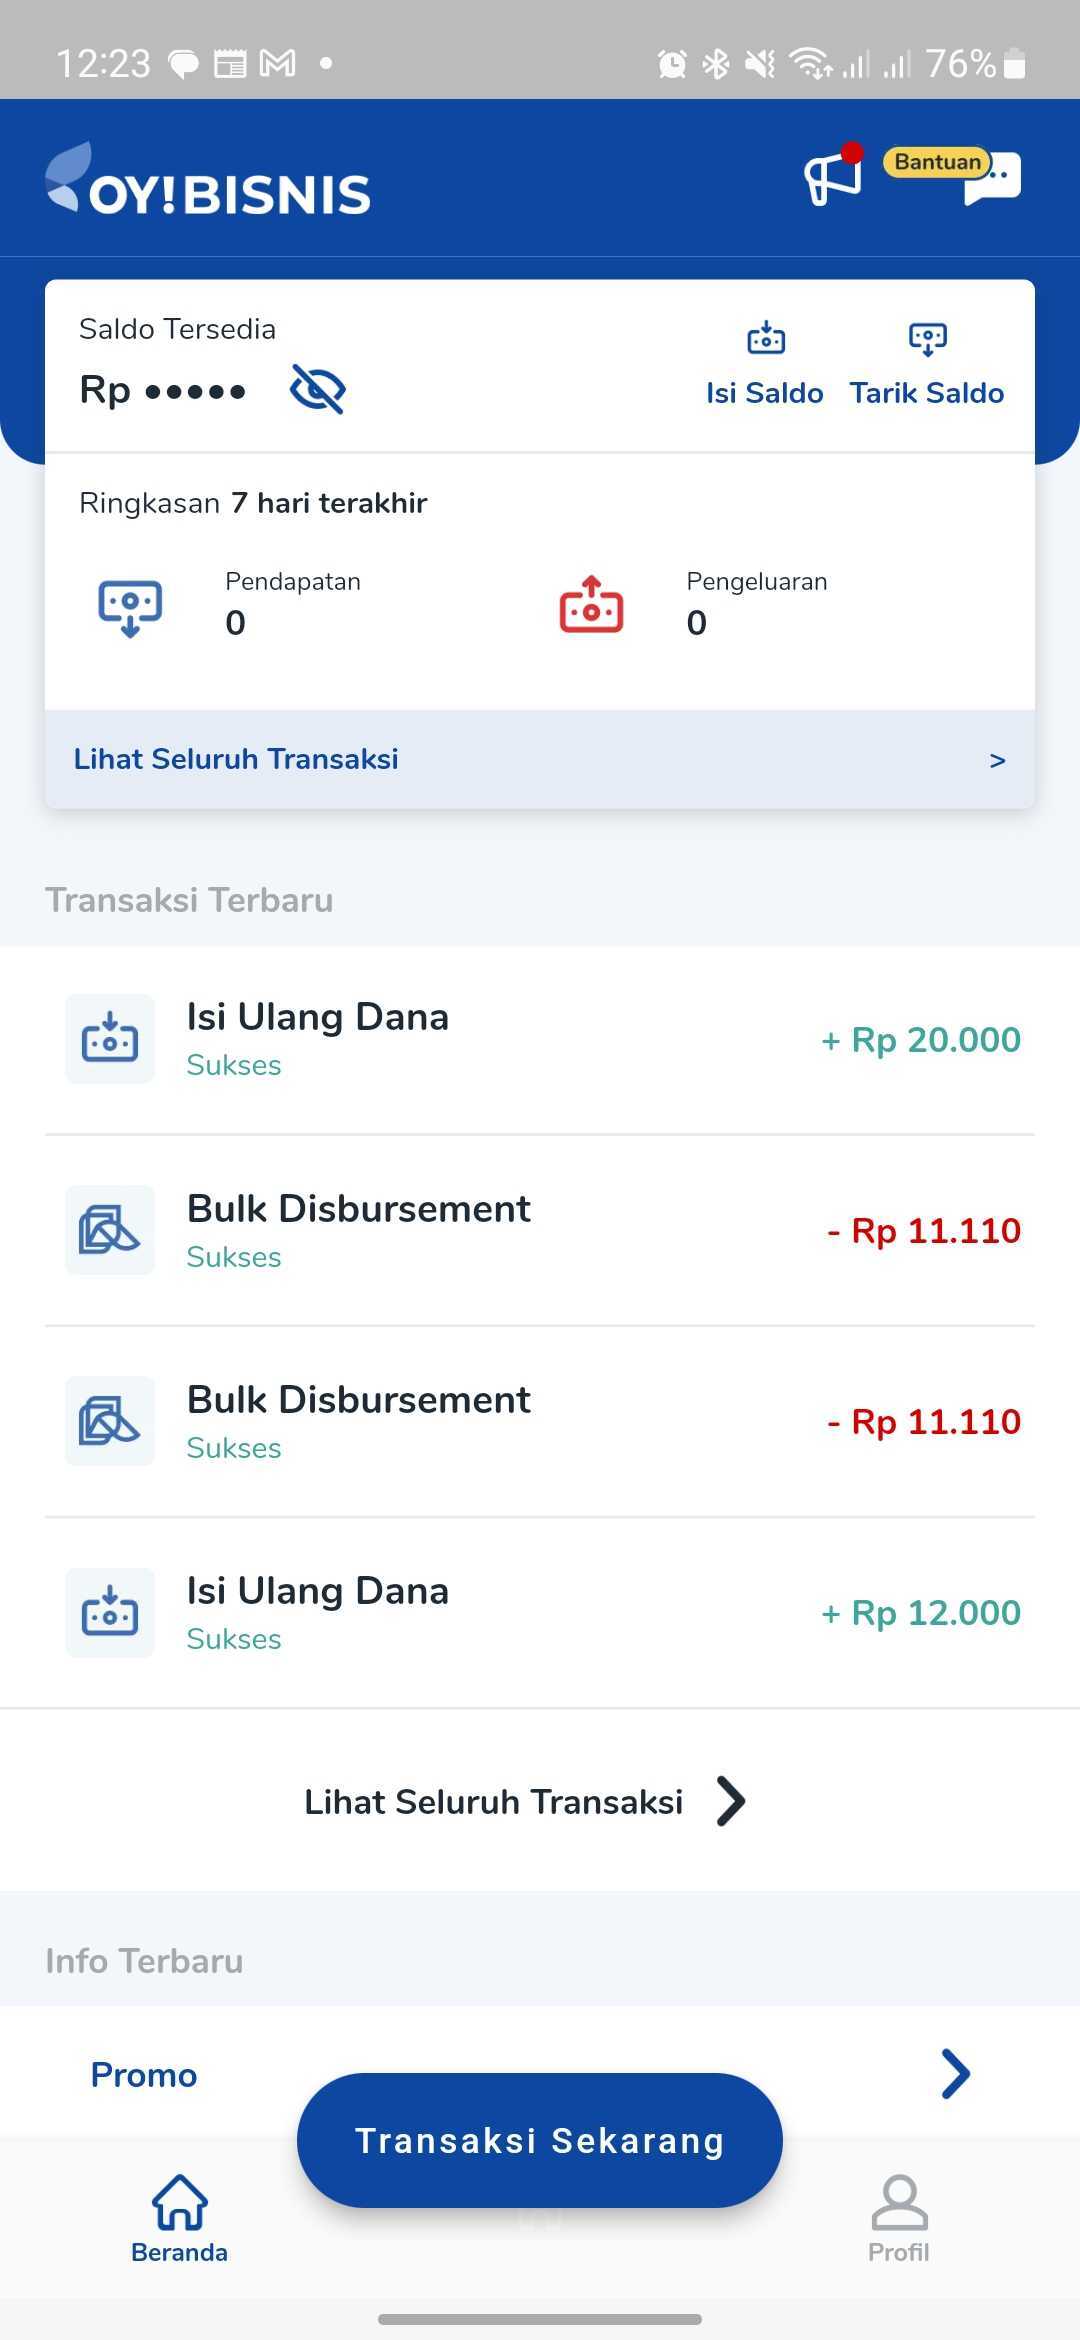 12:23
76%
OY! BISNIS
Bantuan
Saldo Tersedia
Rp •••••
Isi Saldo
Tarik Saldo
Ringkasan 7 hari terakhir
Pendapatan
0
Pengeluaran
0
Lihat Seluruh Transaksi >
Transaksi Terbaru
Isi Ulang Dana
Sukses
+ Rp 20.000
Bulk Disbursement
Sukses
- Rp 11.110
Bulk Disbursement
Sukses
- Rp 11.110
Isi Ulang Dana
Sukses
+ Rp 12.000
Lihat Seluruh Transaksi
Info Terbaru
Promo
Transaksi Sekarang
Beranda
Profil